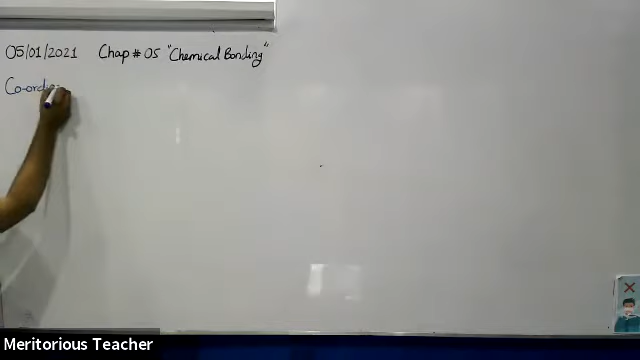 05/01/2021 Chap # 05 "Chemical Bonding"
Co-ordi
Meritorious Teacher